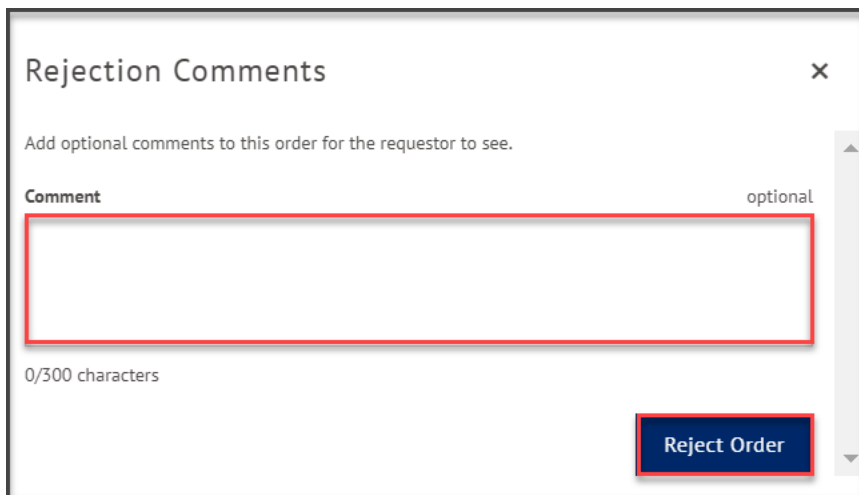 Rejection Comments
Add optional comments to this order for the requestor to see.
Comment optional
0/300 characters
Reject Order